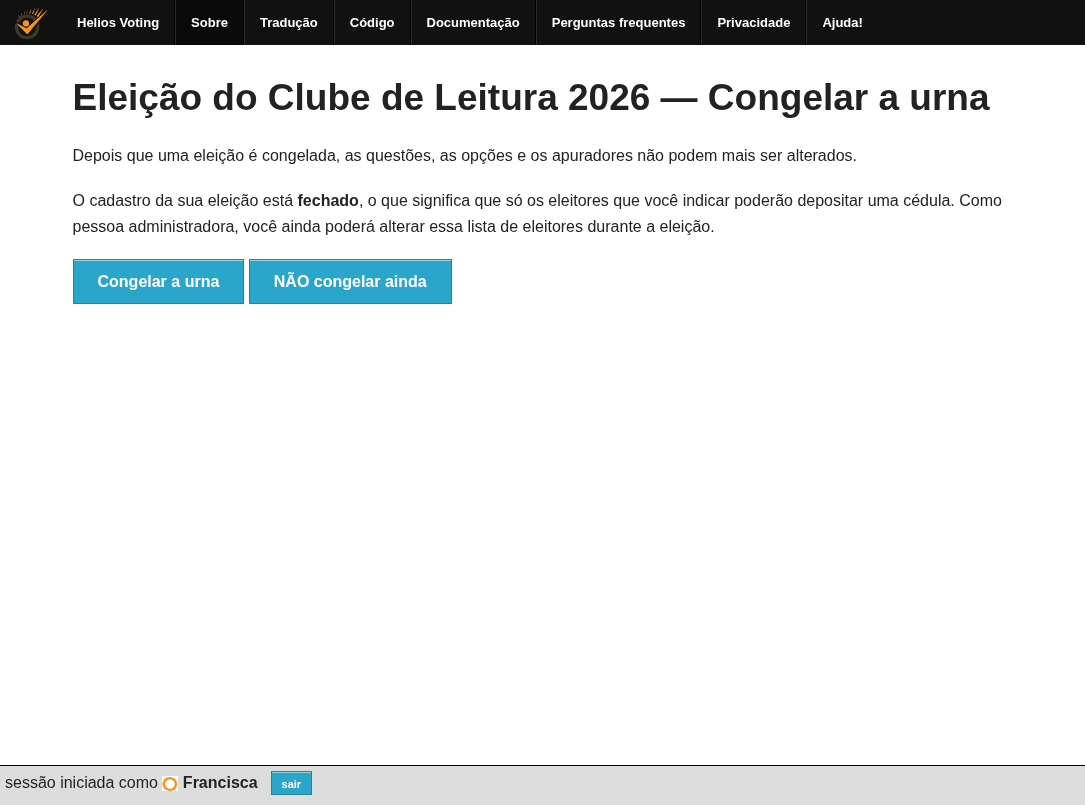 Helios Voting Sobre Tradução Código Documentação Perguntas frequentes Privacidade Ajuda!
Eleição do Clube de Leitura 2026 — Congelar a urna
Depois que uma eleição é congelada, as questões, as opções e os apuradores não podem mais ser alterados.
O cadastro da sua eleição está fechado, o que significa que só os eleitores que você indicar poderão depositar uma cédula. Como
pessoa administradora, você ainda poderá alterar essa lista de eleitores durante a eleição.
Congelar a urna NÃO congelar ainda
sessão iniciada como Francisca sair